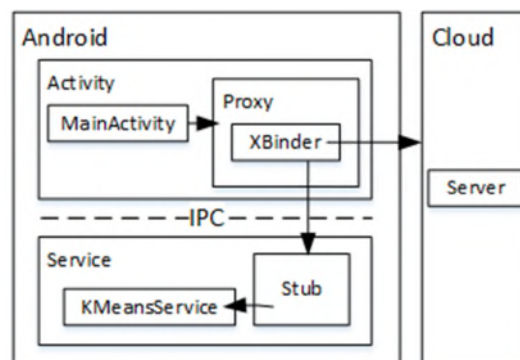 Android
Cloud
Activity
Proxy
MainActivity
XBinder
Server
IPC
Service
Stub
KMeansService